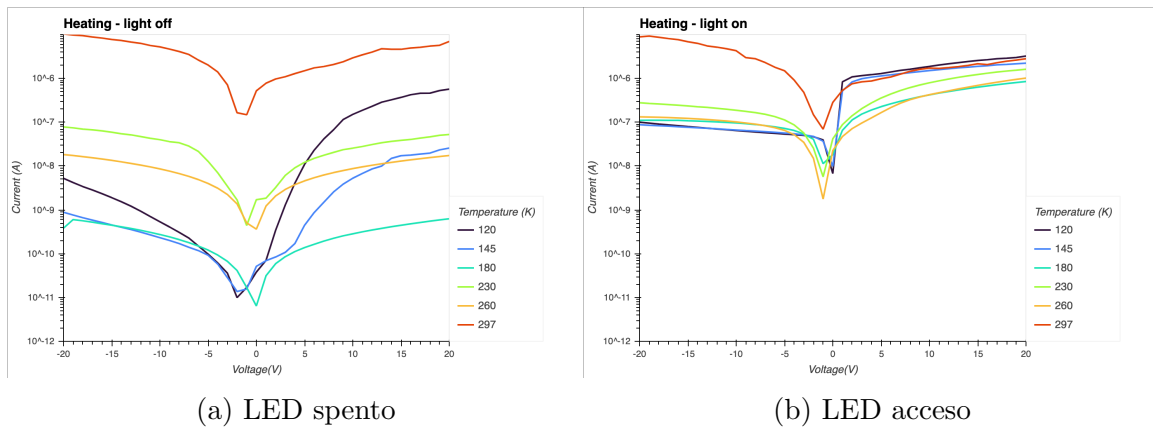 Heating - light off
10^-6
10^-7
10^-8
10^-9
10^-10
10^-11
10^-12
Current (A)
-20 -15 -10 -5 0 5 10 15 20
Voltage(V)
Temperature (K)
120
145
180
230
260
297
(a) LED spento
Heating - light on
10^-6
10^-7
10^-8
10^-9
10^-10
10^-11
10^-12
Current (A)
-20 -15 -10 -5 0 5 10 15 20
Voltage(V)
Temperature (K)
120
145
180
230
260
297
(b) LED acceso